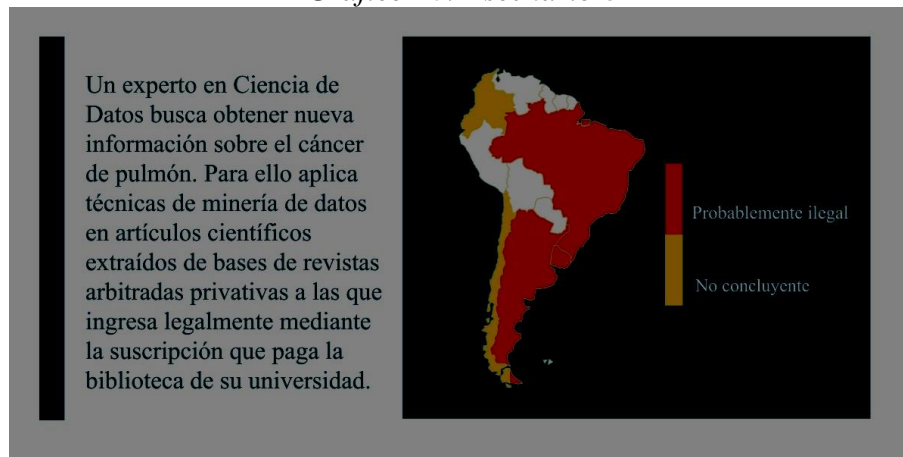 Un experto en Ciencia de
Datos busca obtener nueva
información sobre el cáncer
de pulmón. Para ello aplica
técnicas de minería de datos
en artículos científicos
extraídos de bases de revistas
arbitradas privativas a las que
ingresa legalmente mediante
la suscripción que paga la
biblioteca de su universidad.
Probablemente ilegal
No concluyente